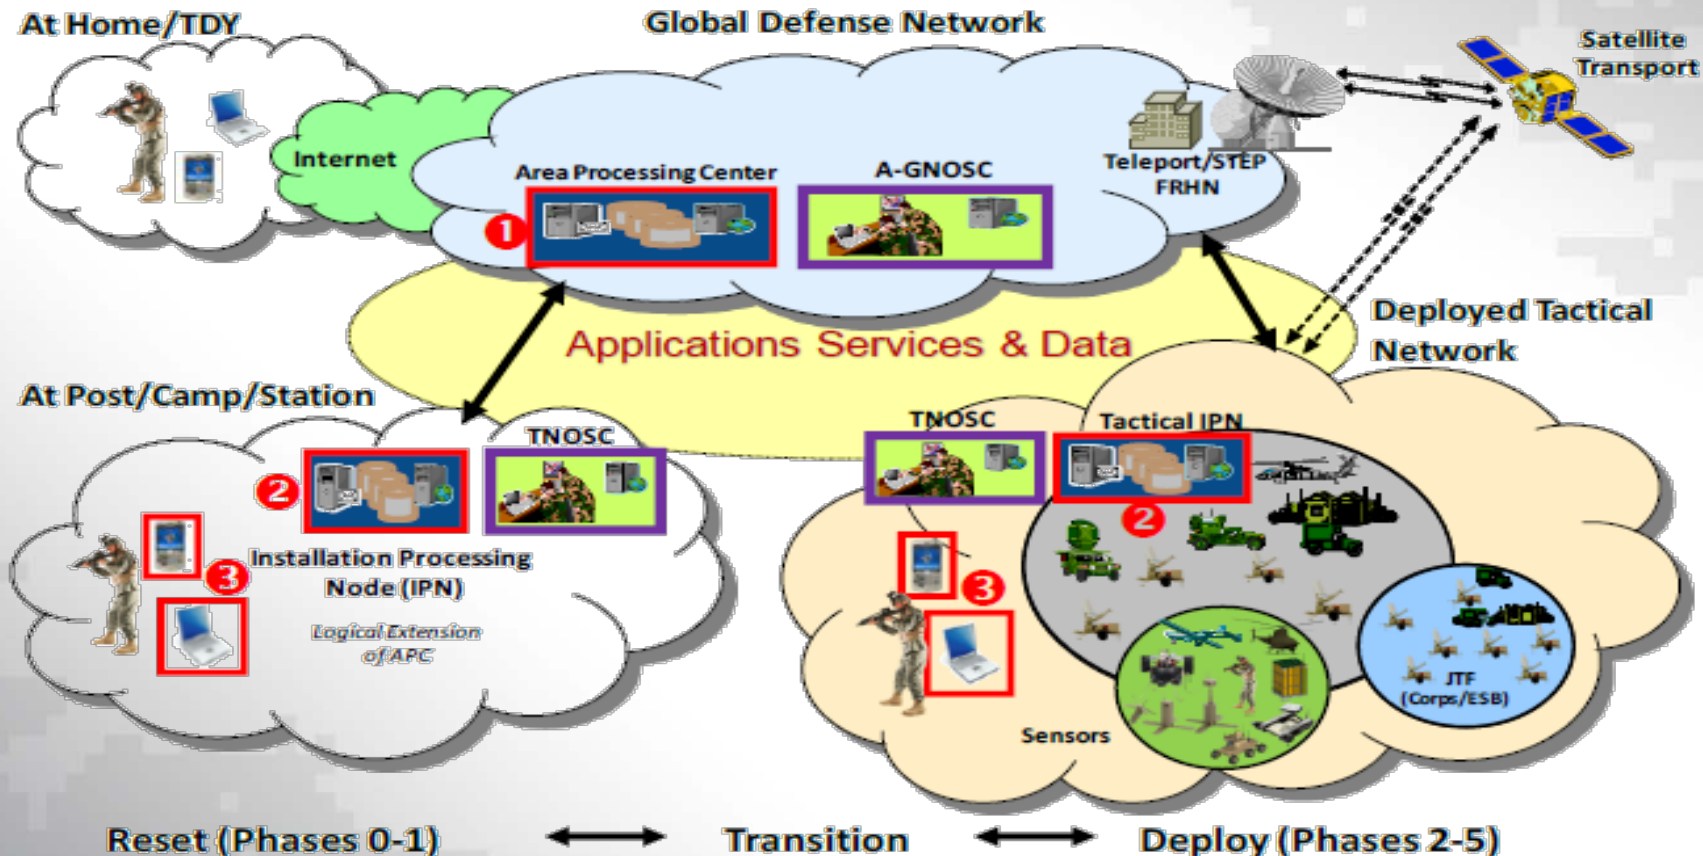 At Home/TDY
Global Defense Network
Satellite
Transport
Internet
Area Processing Center
A-GNOSC
Teleport/STEP
FRHN
1
Applications Services & Data
Deployed Tactical
Network
At Post/Camp/Station
TNOSC
2
Installation Processing
Node (IPN)
Logical Extension
of APC
3
TNOSC
Tactical IPN
2
3
JTF
(Corps/ESB)
Sensors
Reset (Phases 0-1)
Transition
Deploy (Phases 2-5)